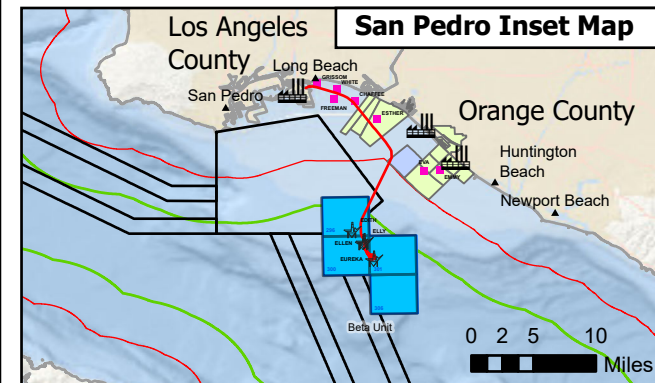 San Pedro Inset Map
Los Angeles
County
Long Beach
San Pedro
GRISSOM
WHITE
CHAFFEE
FREEMAN
ESTHER
Orange County
EVA
EMMY
Huntington
Beach
Newport Beach
EDITH
ELLY
ELLEN
EUREKA
Beta Unit
0 2 5 10
Miles